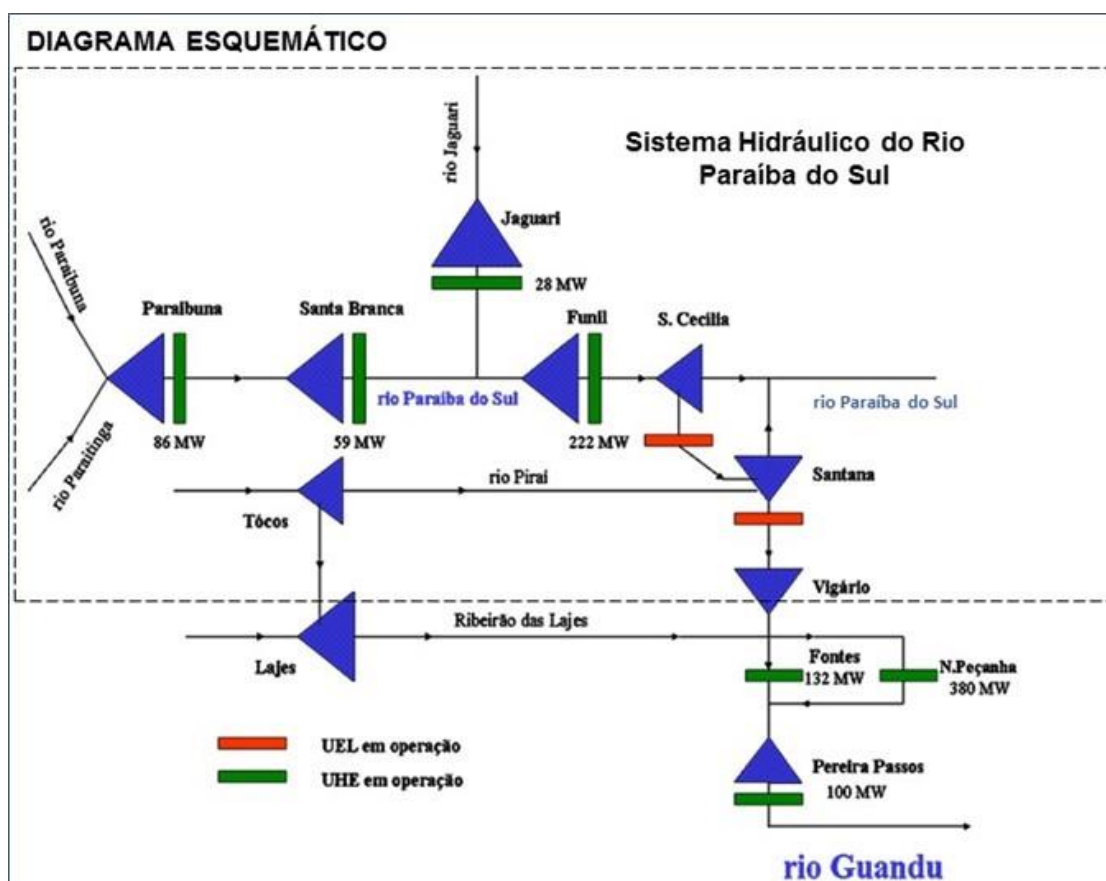 DIAGRAMA ESQUEMÁTICO
Sistema Hidráulico do Rio
Paraíba do Sul
rio Jaguari
Jaguari
28 MW
rio Paraibuna
rio Paraitinga
Paraibuna
86 MW
Santa Branca
59 MW
rio Paraíba do Sul
Funil
222 MW
S. Cecília
rio Paraíba do Sul
rio Piraí
Tócos
Santana
Vigário
Ribeirão das Lajes
Lajes
Fontes
132 MW
N.Peçanha
380 MW
UEL em operação
UHE em operação
Pereira Passos
100 MW
rio Guandu